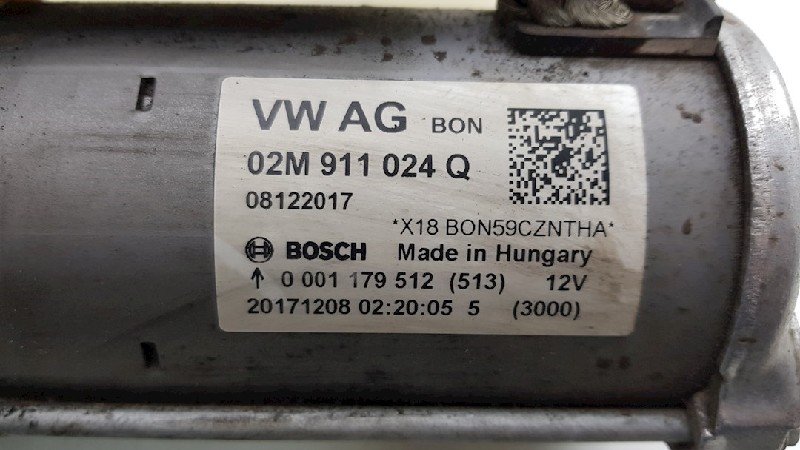 VW AG BON
02M 911 024 Q
08122017
*X18 BON59CZNTHA*
BOSCH Made in Hungary
↑ 0 001 179 512 (513) 12V
20171208 02:20:05 5 (3000)